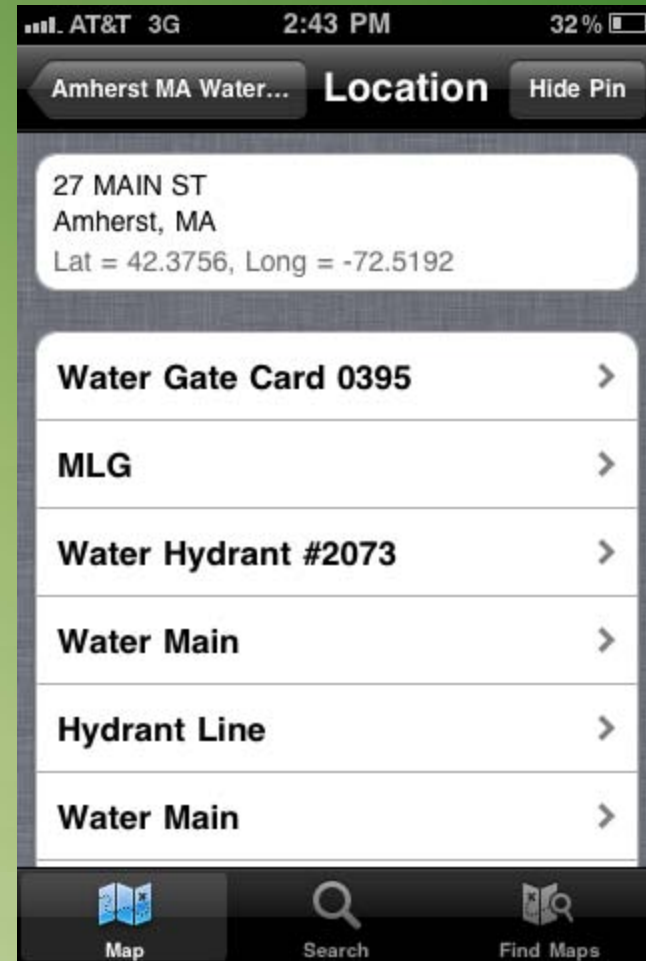 AT&T 3G 2:43 PM 32%
Amherst MA Water... Location Hide Pin
27 MAIN ST
Amherst, MA
Lat = 42.3756, Long = -72.5192
Water Gate Card 0395
MLG
Water Hydrant #2073
Water Main
Hydrant Line
Water Main
Map Search Find Maps